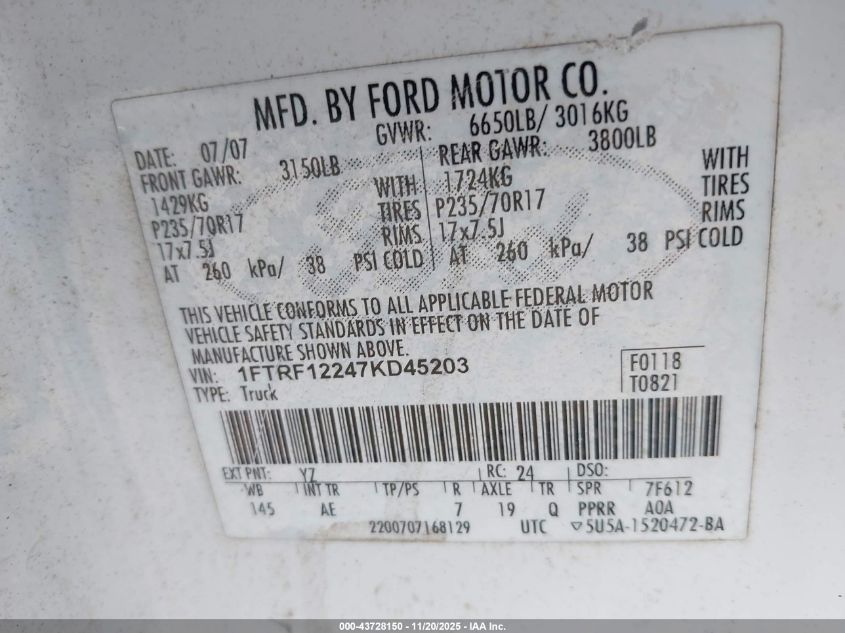 MFD. BY FORD MOTOR CO.
DATE: 07/07 GVWR: 6650LB/ 3016KG
FRONT GAWR: 3150LB REAR GAWR: 3800LB
1429KG WITH 1724KG WITH
P235/70R17 TIRES P235/70R17 TIRES
17x7.5J RIMS 17x7.5J RIMS
AT 260 kPa/ 38 PSI COLD AT 260 kPa/ 38 PSI COLD
THIS VEHICLE CONFORMS TO ALL APPLICABLE FEDERAL MOTOR
VEHICLE SAFETY STANDARDS IN EFFECT ON THE DATE OF
MANUFACTURE SHOWN ABOVE.
VIN: 1FTRF12247KD45203 F0118
TYPE: Truck T0821
EXT PNT: YZ RC: 24 DSO:
WB INT TR TP/PS R AXLE TR SPR 7F612
145 AE 7 19 Q PPRR A0A
2200707168129 UTC ▽5U5A-1520472-BA
Ford
000-43728150 - 11/20/2025 - IAA Inc.